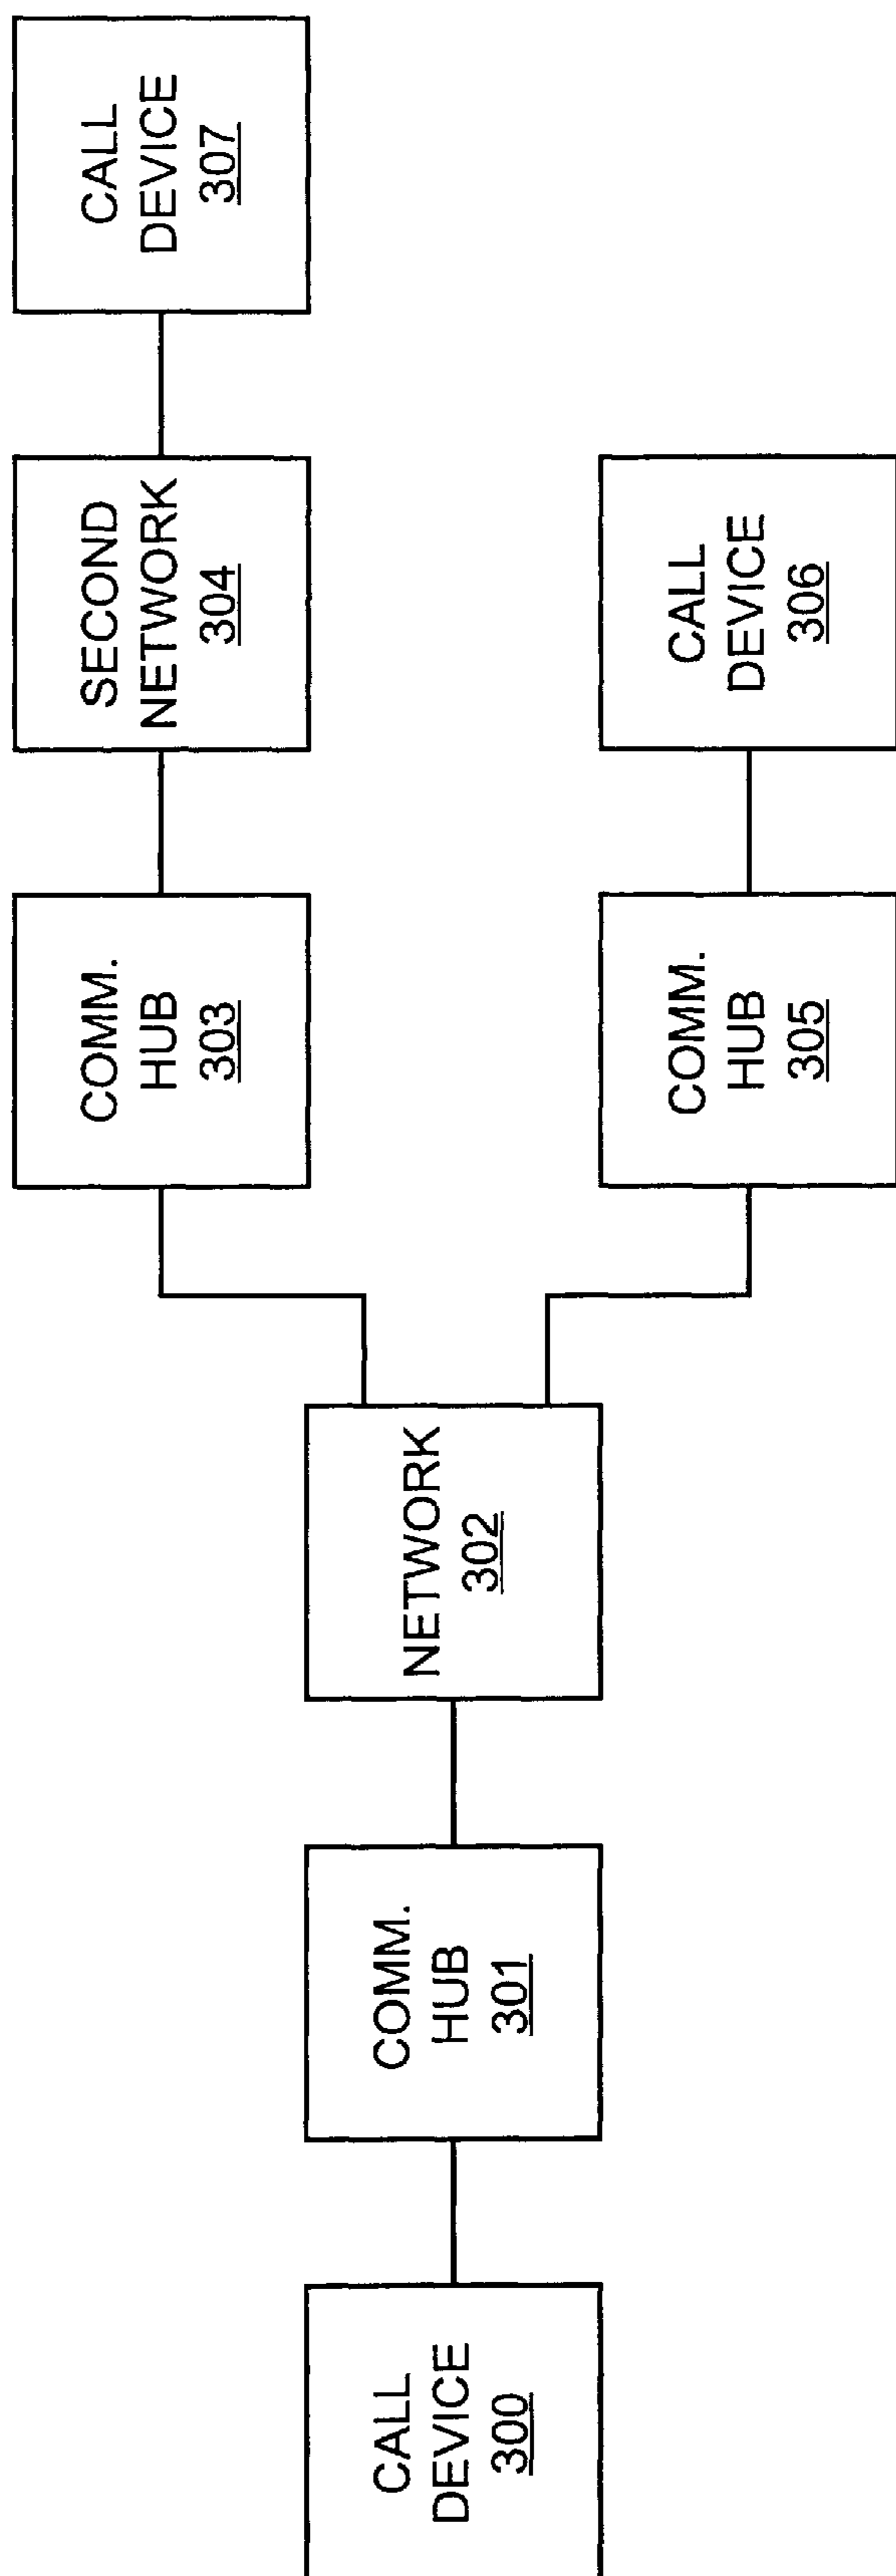 CALL
DEVICE
300
COMM.
HUB
301
NETWORK
302
COMM.
HUB
303
SECOND
NETWORK
304
CALL
DEVICE
307
COMM.
HUB
305
CALL
DEVICE
306